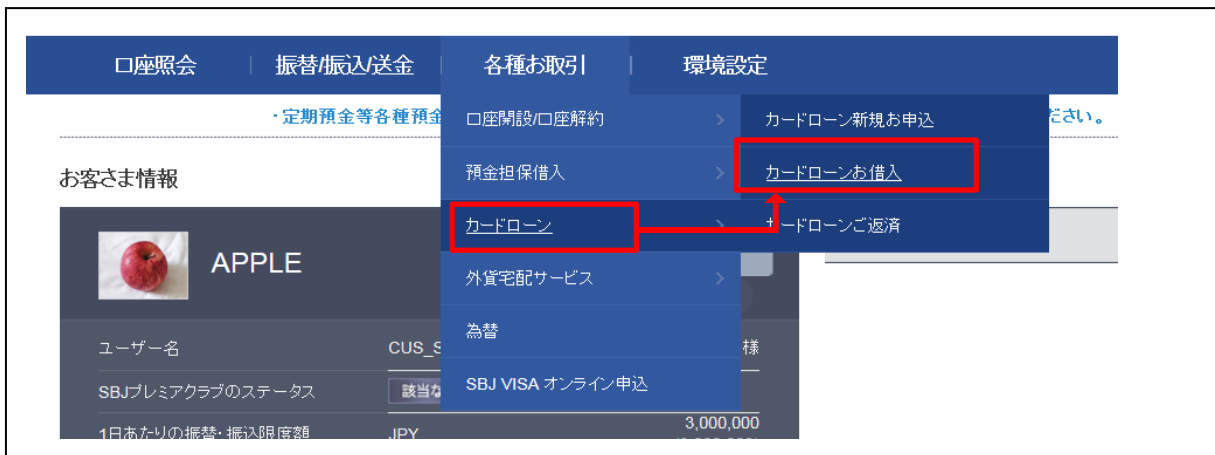 口座照会 振替/振込/送金 各種お取引 環境設定
・定期預金等各種預金 ださい。
口座開設/口座解約
カードローン新規お申込
お客さま情報
預金担保借入
カードローンお借入
カードローン
カードローンご返済
APPLE
外貨宅配サービス
為替
ユーザー名 CUS_S 様
SBJ VISA オンライン申込
SBJプレミアクラブのステータス 該当な
1日あたりの振替・振込限度額 JPY 3,000,000